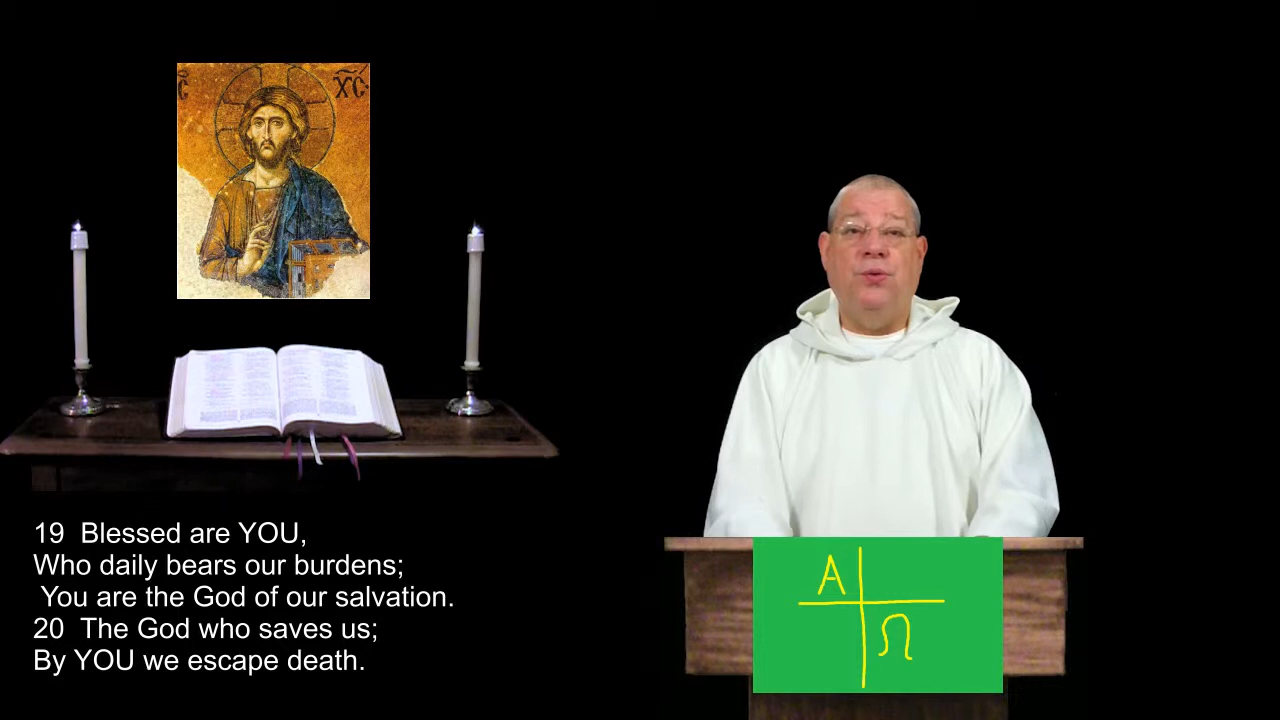 C̃ X̃C
19  Blessed are YOU,
Who daily bears our burdens;
 You are the God of our salvation.
20  The God who saves us;
By YOU we escape death.
A
Ω